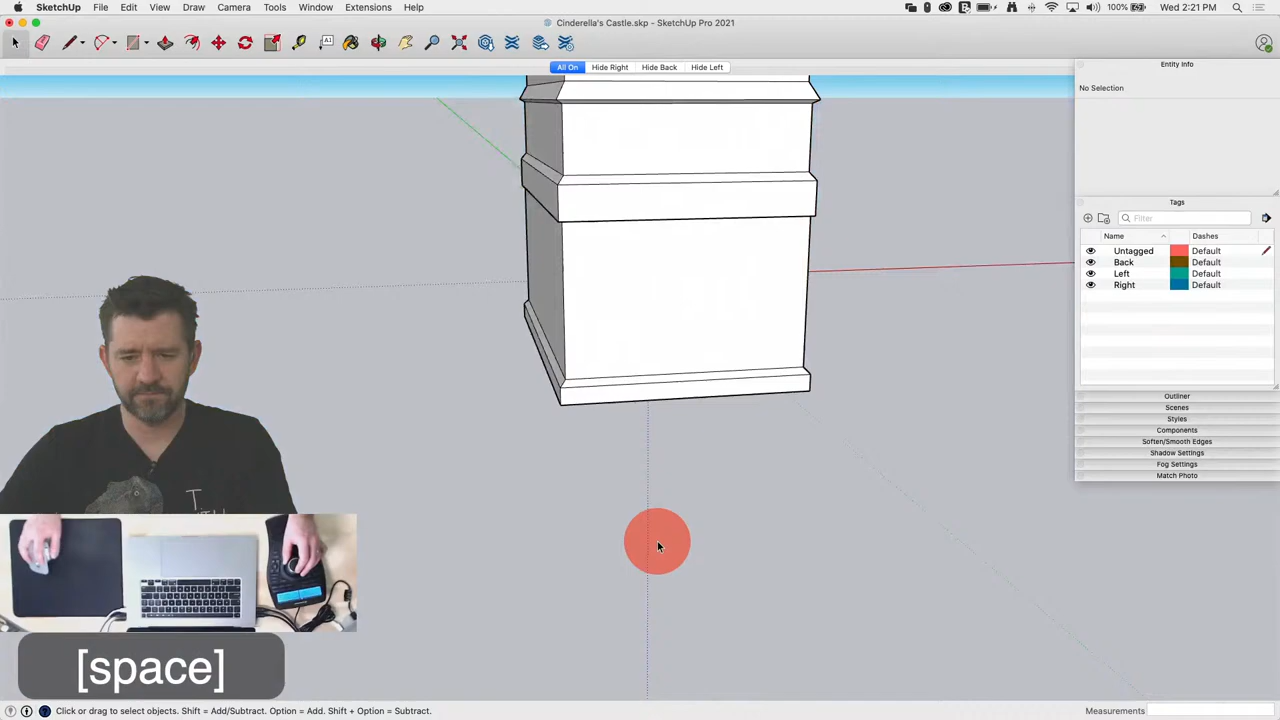 SketchUp File Edit View Draw Camera Tools Window Extensions Help 100% Wed 2:21 PM
Cinderella's Castle.skp - SketchUp Pro 2021
All On Hide Right Hide Back Hide Left
Entity Info
No Selection
Tags
Filter
Name Dashes
Untagged Default
Back Default
Left Default
Right Default
Outliner
Scenes
Styles
Components
Soften/Smooth Edges
Shadow Settings
Fog Settings
Match Photo
[space]
Click or drag to select objects. Shift = Add/Subtract. Option = Add. Shift + Option = Subtract.
Measurements